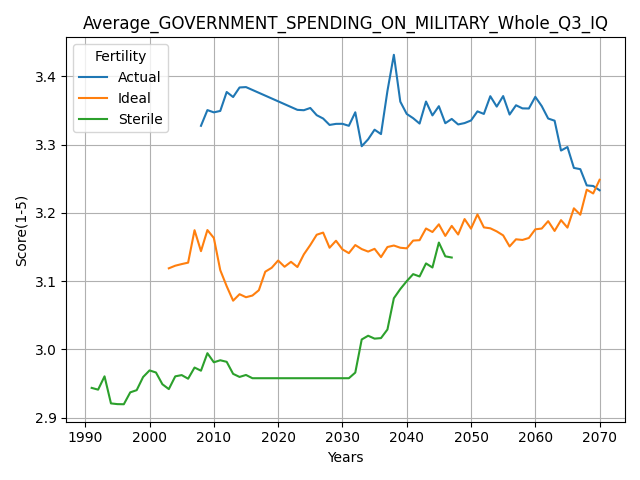 Average_GOVERNMENT_SPENDING_ON_MILITARY_Whole_Q3_IQ
Fertility
Actual
Ideal
Sterile
Score(1-5)
3.4
3.3
3.2
3.1
3.0
2.9
1990 2000 2010 2020 2030 2040 2050 2060 2070
Years